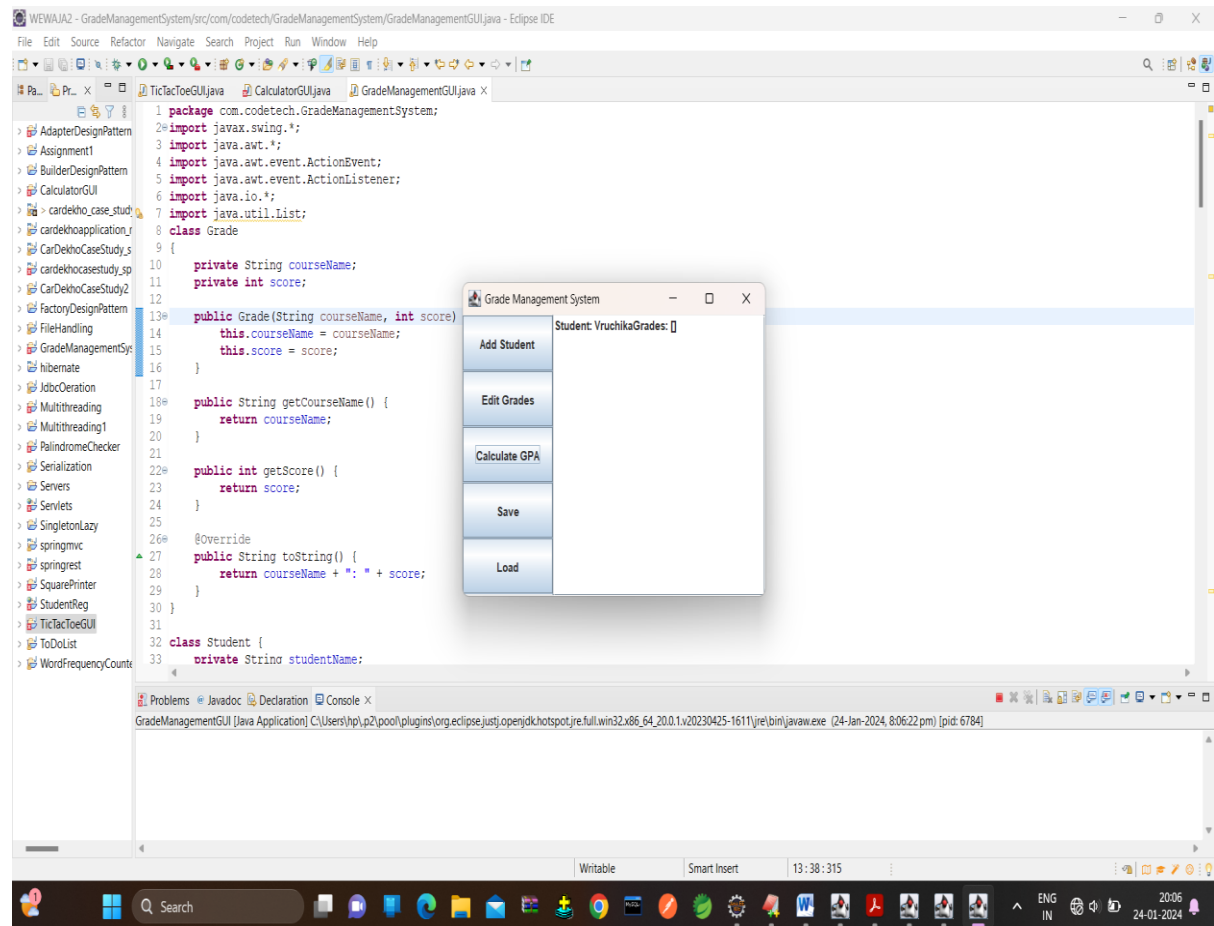 WEWAJA2 - GradeManagementSystem/src/com/codetech/GradeManagementSystem/GradeManagementGUI.java - Eclipse IDE
File Edit Source Refactor Navigate Search Project Run Window Help
Pa... Pr... TicTacToeGUI.java CalculatorGUI.java GradeManagementGUI.java
AdapterDesignPattern
Assignment1
BuilderDesignPattern
CalculatorGUI
> cardekho_case_study
cardekhoapplication_r
CarDekhoCaseStudy_s
cardekhocasestudy_sp
CarDekhoCaseStudy2
FactoryDesignPattern
FileHandling
GradeManagementSys
hibernate
JdbcOeration
Multithreading
Multithreading1
PalindromeChecker
Serialization
Servers
Servlets
SingletonLazy
springmvc
springrest
SquarePrinter
StudentReg
TicTacToeGUI
ToDoList
WordFrequencyCounte
1 package com.codetech.GradeManagementSystem;
2 import javax.swing.*;
3 import java.awt.*;
4 import java.awt.event.ActionEvent;
5 import java.awt.event.ActionListener;
6 import java.io.*;
7 import java.util.List;
8 class Grade
9 {
10 private String courseName;
11 private int score;
12
13 public Grade(String courseName, int score)
14 this.courseName = courseName;
15 this.score = score;
16 }
17
18 public String getCourseName() {
19 return courseName;
20 }
21
22 public int getScore() {
23 return score;
24 }
25
26 @Override
27 public String toString() {
28 return courseName + ": " + score;
29 }
30 }
31
32 class Student {
33 private String studentName;
Grade Management System
Student: VruchikaGrades: []
Add Student
Edit Grades
Calculate GPA
Save
Load
Problems Javadoc Declaration Console
GradeManagementGUI [Java Application] C:\Users\hp\.p2\pool\plugins\org.eclipse.justj.openjdk.hotspot.jre.full.win32.x86_64_20.0.1.v20230425-1611\jre\bin\javaw.exe (24-Jan-2024, 8:06:22 pm) [pid: 6784]
Writable Smart Insert 13 : 38 : 315
1 Search ENG IN 20:06 24-01-2024